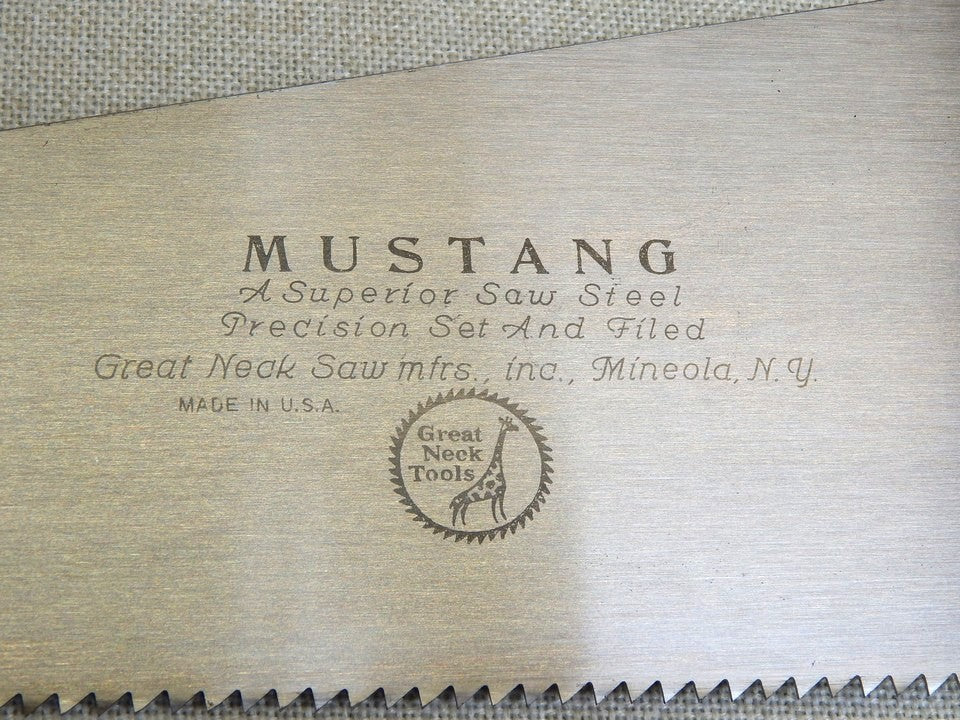 MUSTANG
A Superior Saw Steel
Precision Set And Filed
Great Neck Saw mfrs., inc., Mineola, N.Y.
MADE IN U.S.A.
Great
Neck
Tools